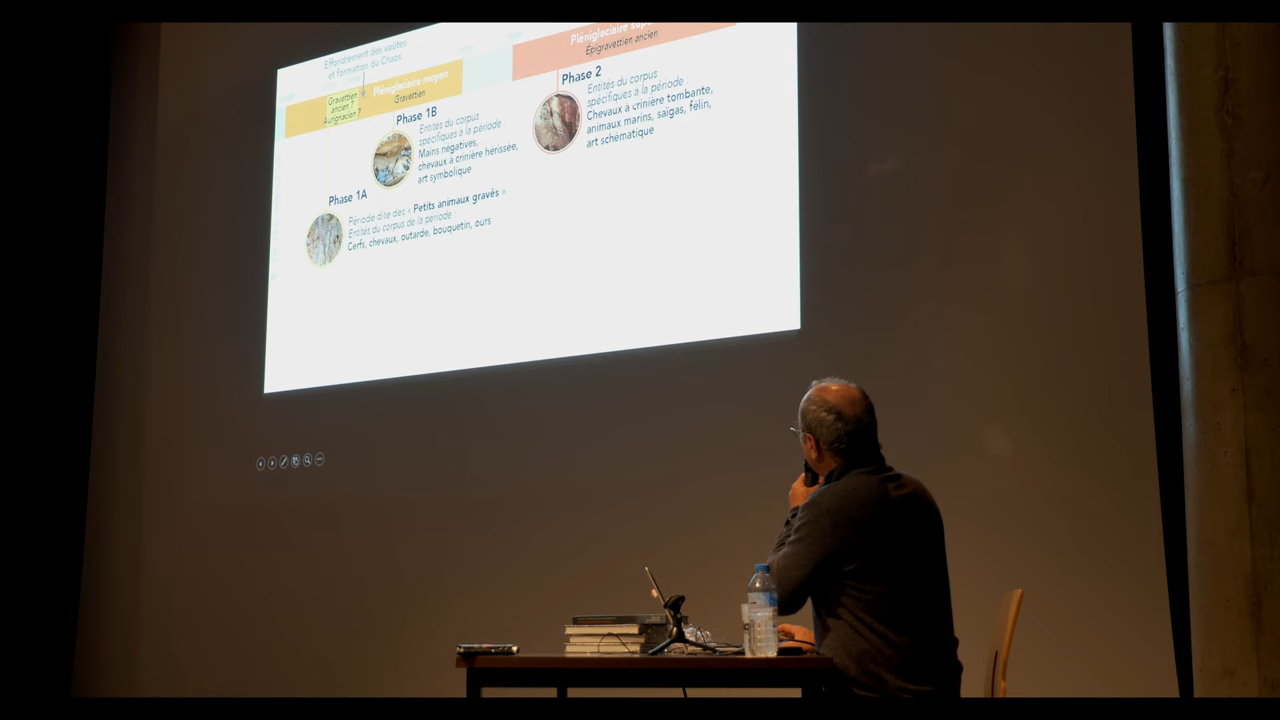 Effondrement des voûtes
et formation du Chaos
Pléniglaciaire moyen
Gravettien
Gravettien
ancien ?
Aurignacien ?
Pléniglaciaire
Épigravettien ancien
Phase 1B
Entités du corpus
spécifiques à la période
Mains négatives,
chevaux à crinière hérissée,
art symbolique
Phase 2
Entités du corpus
spécifiques à la période
Chevaux à crinière tombante,
animaux marins, saïgas, félin,
art schématique
Phase 1A
Période dite des « Petits animaux gravés »
Entités du corpus de la période
Cerfs, chevaux, outarde, bouquetin, ours